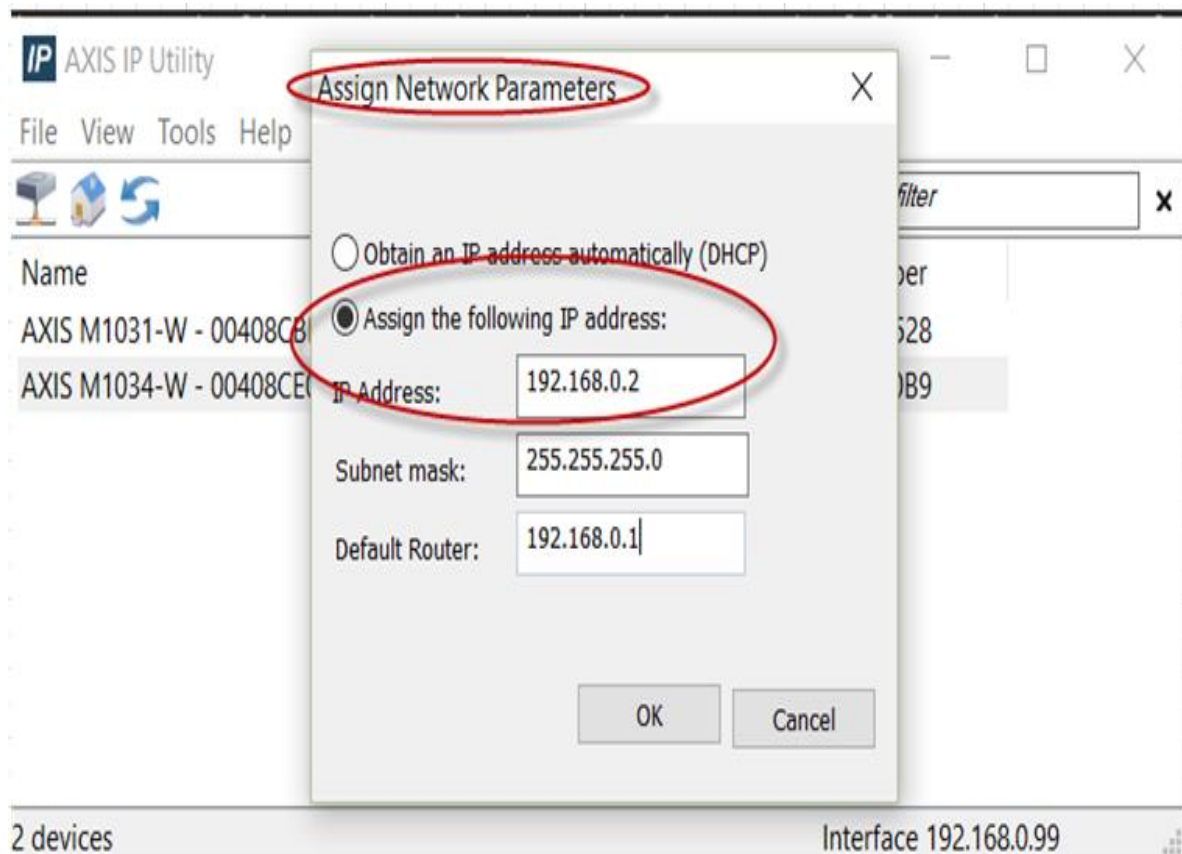 IP AXIS IP Utility
Assign Network Parameters
File View Tools Help
filter
Obtain an IP address automatically (DHCP)
Name
Assign the following IP address:
AXIS M1031-W - 00408CB
528
AXIS M1034-W - 00408CE
0B9
IP Address:
192.168.0.2
Subnet mask:
255.255.255.0
Default Router:
192.168.0.1
OK
Cancel
2 devices
Interface 192.168.0.99